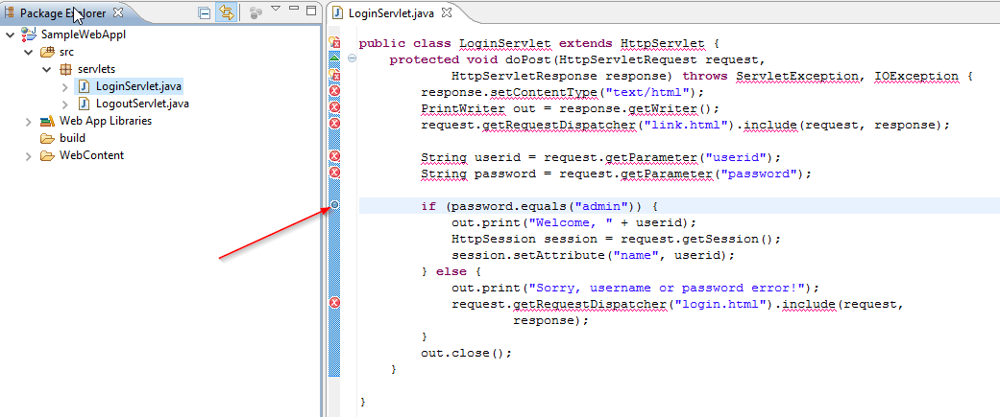 Package Explorer
SampleWebAppl
src
servlets
LoginServlet.java
LogoutServlet.java
Web App Libraries
build
WebContent
LoginServlet.java
public class LoginServlet extends HttpServlet {
protected void doPost(HttpServletRequest request,
HttpServletResponse response) throws ServletException, IOException {
response.setContentType("text/html");
PrintWriter out = response.getWriter();
request.getRequestDispatcher("link.html").include(request, response);
String userid = request.getParameter("userid");
String password = request.getParameter("password");
if (password.equals("admin")) {
out.print("Welcome, " + userid);
HttpSession session = request.getSession();
session.setAttribute("name", userid);
} else {
out.print("Sorry, username or password error!");
request.getRequestDispatcher("login.html").include(request,
response);
}
out.close();
}
}